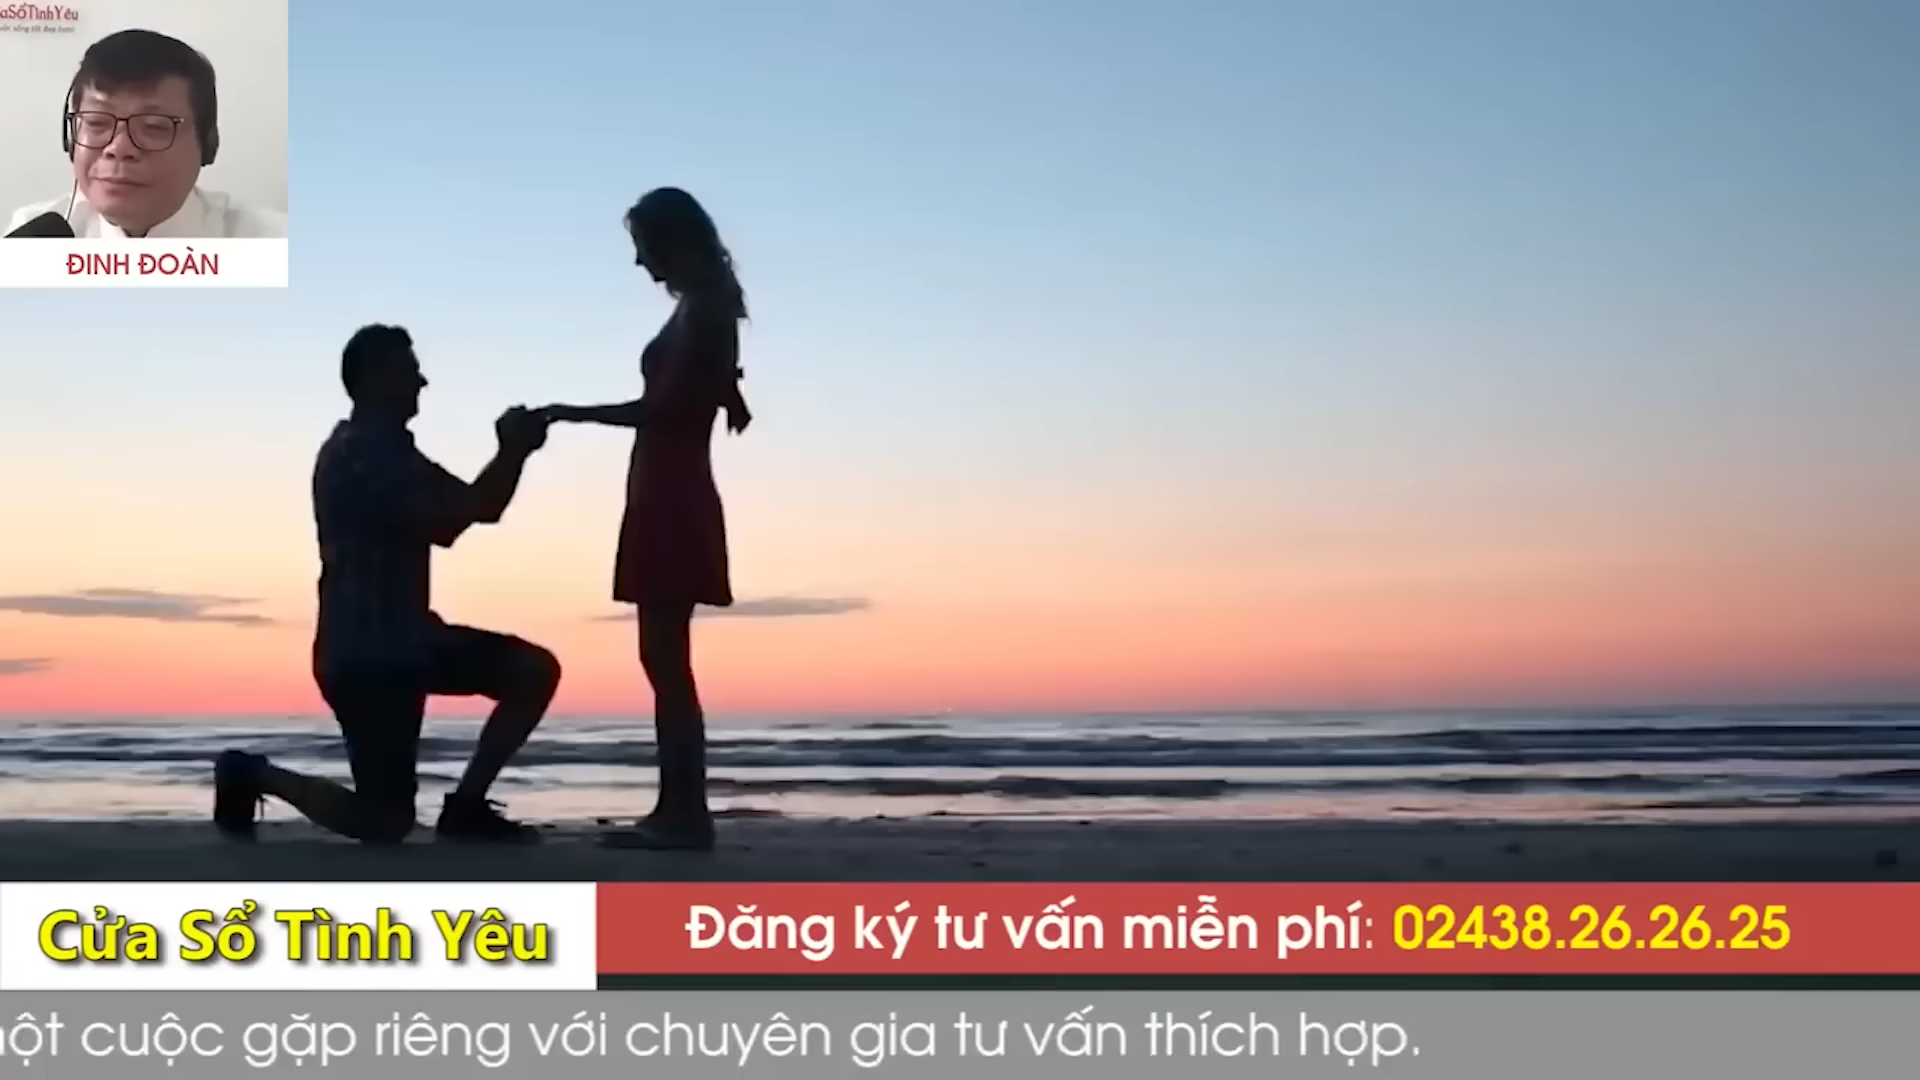 aSổTìnhYêu
ĐINH ĐOÀN
Cửa Sổ Tình Yêu
Đăng ký tư vấn miễn phí: 02438.26.26.25
một cuộc gặp riêng với chuyên gia tư vấn thích hợp.